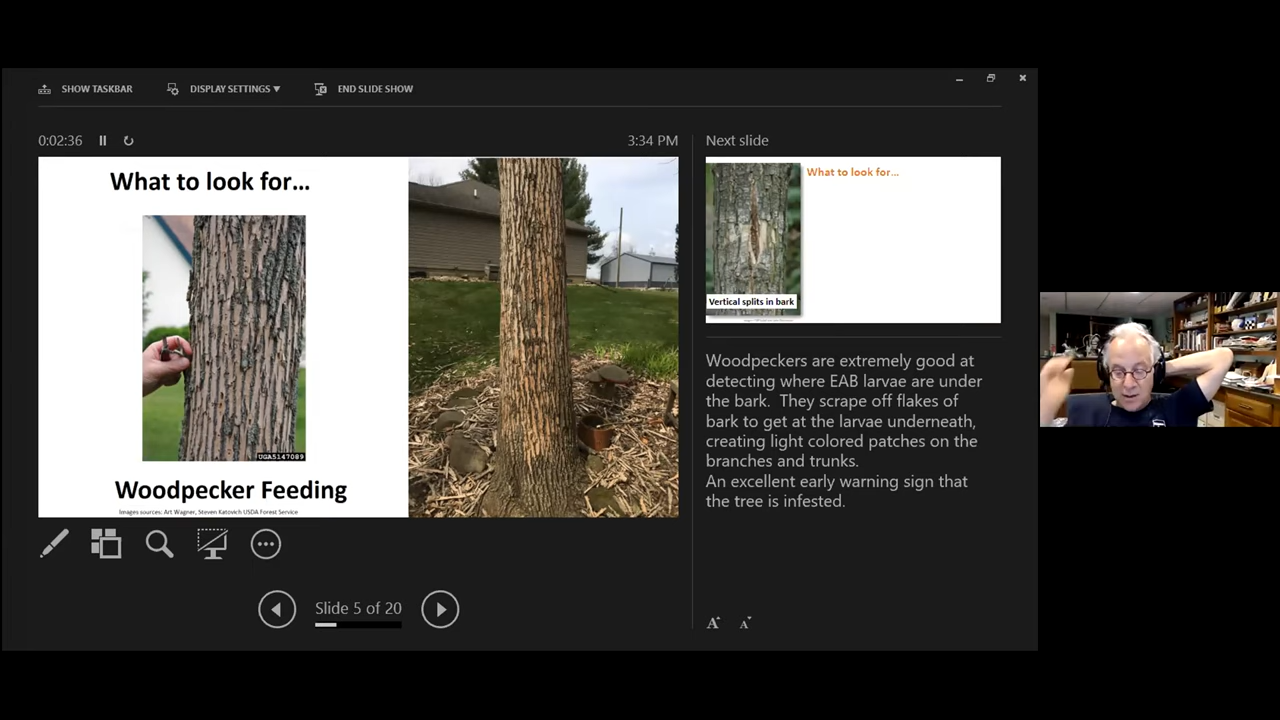 SHOW TASKBAR
DISPLAY SETTINGS ▼
END SLIDE SHOW
0:02:36
3:34 PM
What to look for...
UGA5147089
Woodpecker Feeding
Images sources: Art Wagner, Steven Katovich USDA Forest Service
Slide 5 of 20
Next slide
What to look for...
Vertical splits in bark
Woodpeckers are extremely good at
detecting where EAB larvae are under
the bark. They scrape off flakes of
bark to get at the larvae underneath,
creating light colored patches on the
branches and trunks.
An excellent early warning sign that
the tree is infested.
A A